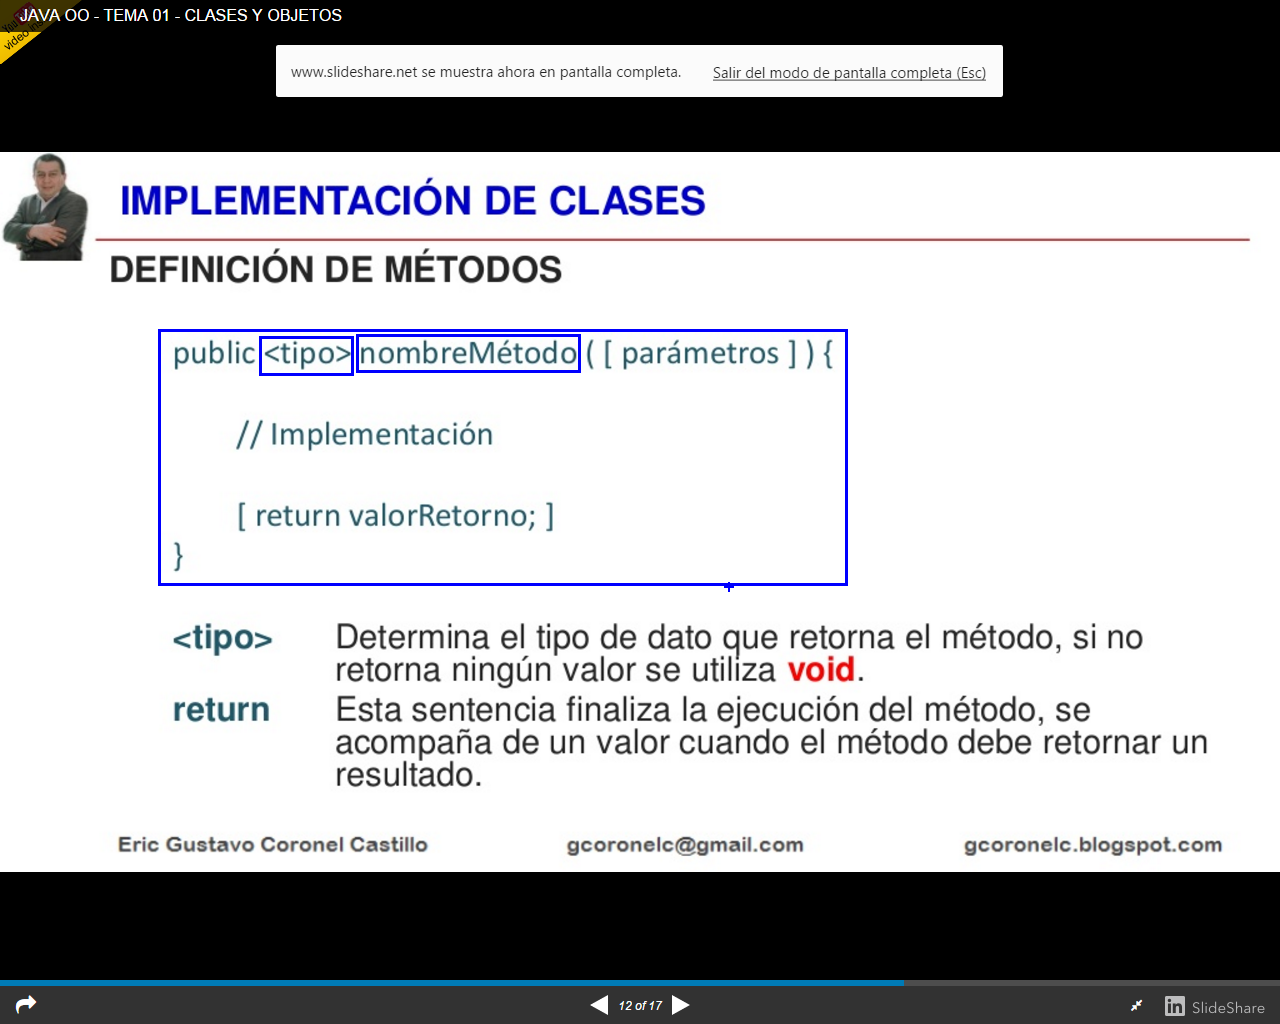 JAVA OO - TEMA 01 - CLASES Y OBJETOS
www.slideshare.net se muestra ahora en pantalla completa. Salir del modo de pantalla completa (Esc)
IMPLEMENTACIÓN DE CLASES
DEFINICIÓN DE MÉTODOS
public <tipo> nombreMétodo ( [ parámetros ] ) {
// Implementación
[ return valorRetorno; ]
}
<tipo> Determina el tipo de dato que retorna el método, si no
retorna ningún valor se utiliza void.
return Esta sentencia finaliza la ejecución del método, se
acompaña de un valor cuando el método debe retornar un
resultado.
Eric Gustavo Coronel Castillo gcoronelc@gmail.com gcoronelc.blogspot.com
12 of 17
in SlideShare